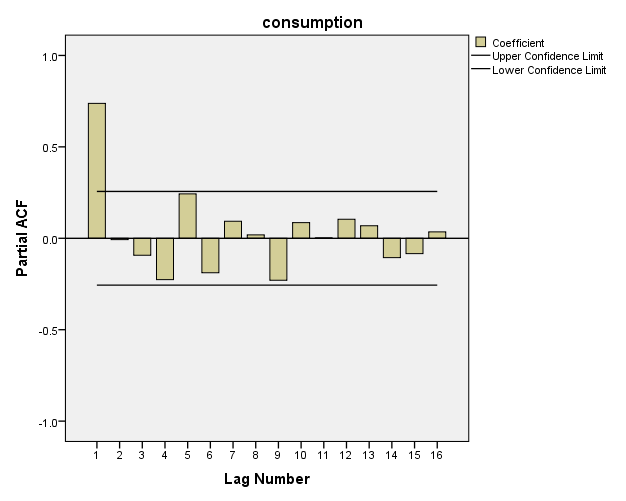 consumption
Coefficient
Upper Confidence Limit
Lower Confidence Limit
Partial ACF
1.0
0.5
0.0
-0.5
-1.0
1 2 3 4 5 6 7 8 9 10 11 12 13 14 15 16
Lag Number